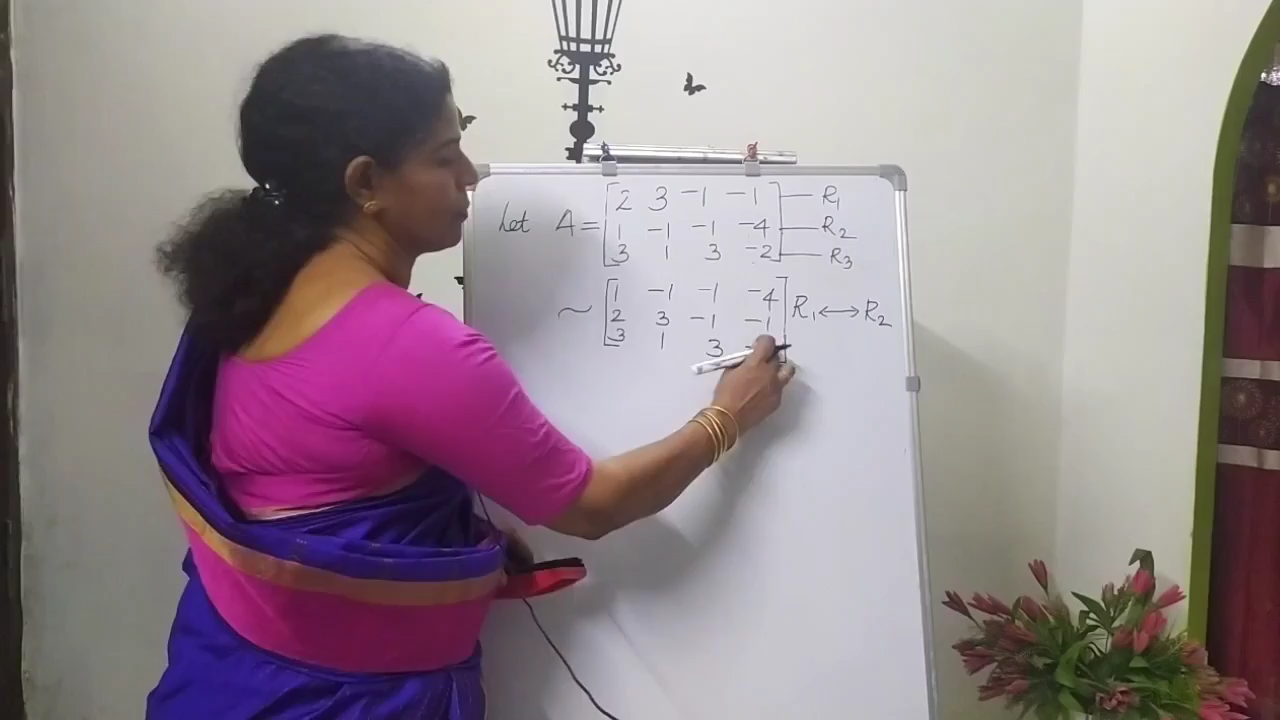 [2 3 -1 -1] — R₁
Let A = [1 -1 -1 -4] — R₂
[3 1 3 -2] — R₃
[1 -1 -1 -4]
~ [2 3 -1 -1] R₁ ↔ R₂
[3 1 3 -